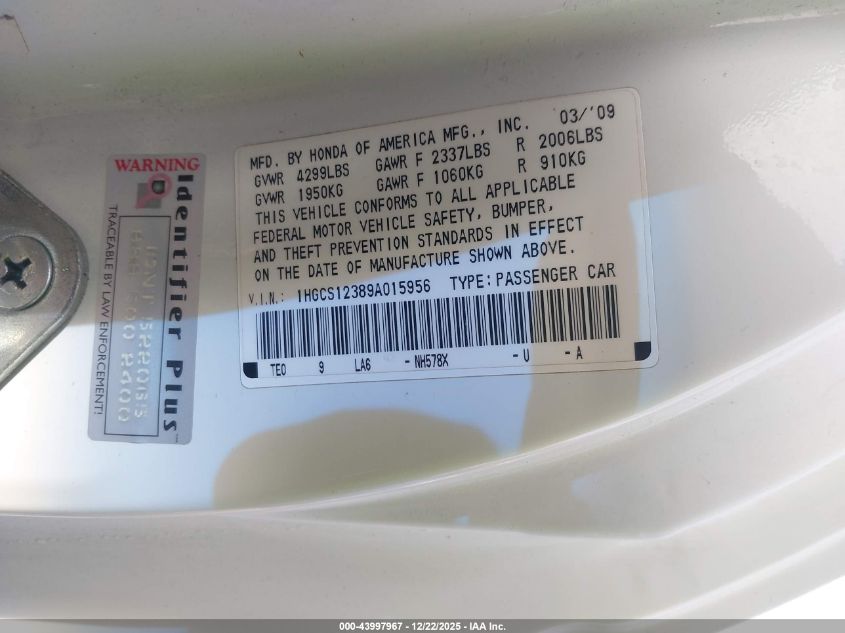 MFD. BY HONDA OF AMERICA MFG., INC. 03/'09
GVWR 4299LBS GAWR F 2337LBS R 2006LBS
GVWR 1950KG GAWR F 1060KG R 910KG
THIS VEHICLE CONFORMS TO ALL APPLICABLE
FEDERAL MOTOR VEHICLE SAFETY, BUMPER,
AND THEFT PREVENTION STANDARDS IN EFFECT
ON THE DATE OF MANUFACTURE SHOWN ABOVE.
V.I.N.: 1HGCS12389A015956 TYPE:PASSENGER CAR
TE0 9 LA6 -NH578X -U -A
WARNING
Identifier Plus™
TRACEABLE BY LAW ENFORCEMENT!
000-43997967 - 12/22/2025 - IAA Inc.